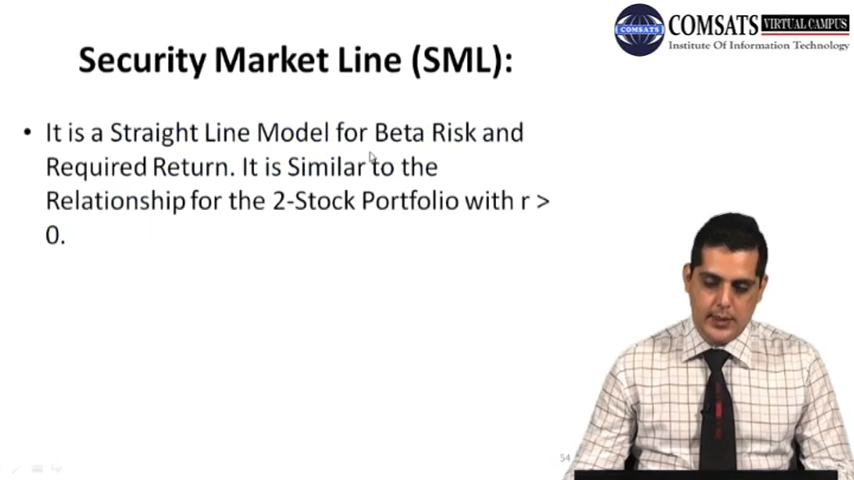 COMSATS VIRTUAL CAMPUS
COMSATS
Institute Of Information Technology
Security Market Line (SML):
• It is a Straight Line Model for Beta Risk and
Required Return. It is Similar to the
Relationship for the 2-Stock Portfolio with r >
0.
54